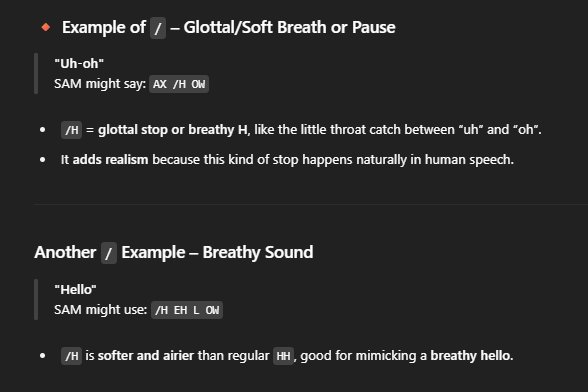 Example of / – Glottal/Soft Breath or Pause
"Uh-oh"
SAM might say: AX /H OW
/H = glottal stop or breathy H, like the little throat catch between “uh” and “oh”.
It adds realism because this kind of stop happens naturally in human speech.
Another / Example – Breathy Sound
"Hello"
SAM might use: /H EH L OW
/H is softer and airier than regular HH, good for mimicking a breathy hello.